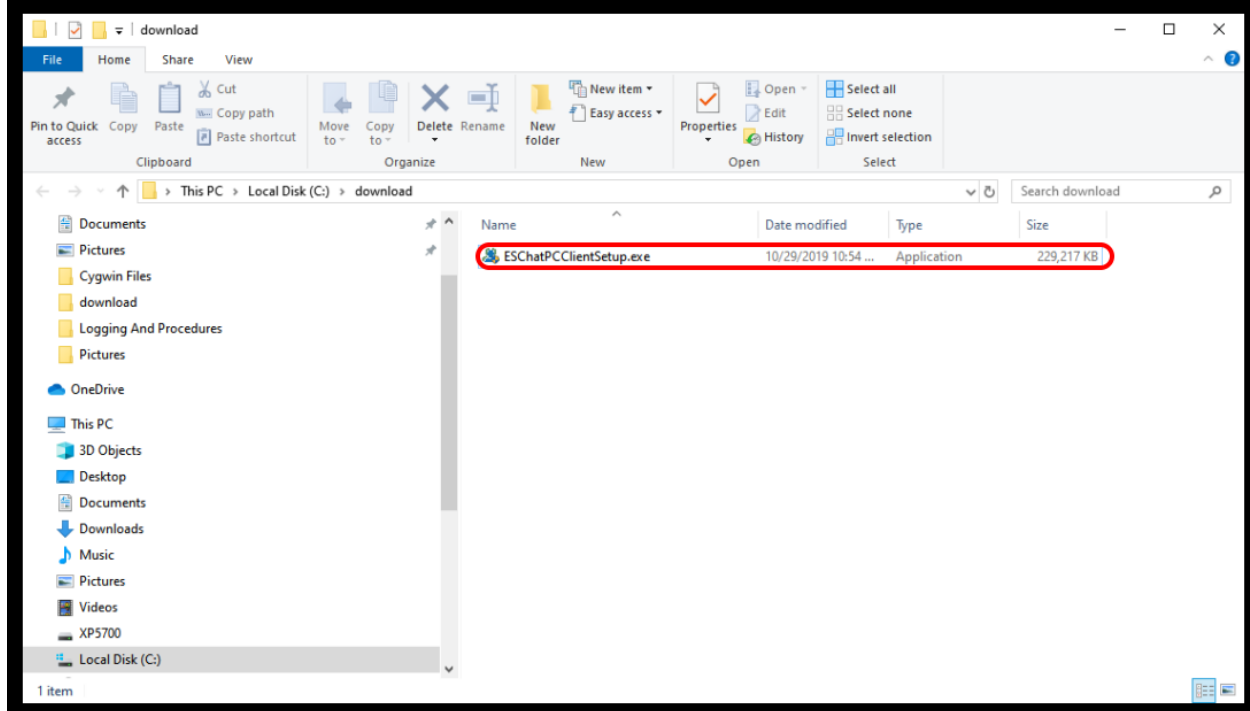 download
File Home Share View
Pin to Quick access
Copy
Paste
Cut
Copy path
Paste shortcut
Clipboard
Move to
Copy to
Delete
Rename
Organize
New folder
New item
Easy access
New
Properties
Open
Edit
History
Open
Select all
Select none
Invert selection
Select
This PC > Local Disk (C:) > download
Search download
Documents
Pictures
Cygwin Files
download
Logging And Procedures
Pictures
OneDrive
This PC
3D Objects
Desktop
Documents
Downloads
Music
Pictures
Videos
XP5700
Local Disk (C:)
Name Date modified Type Size
ESChatPCClientSetup.exe 10/29/2019 10:54 ... Application 229,217 KB
1 item